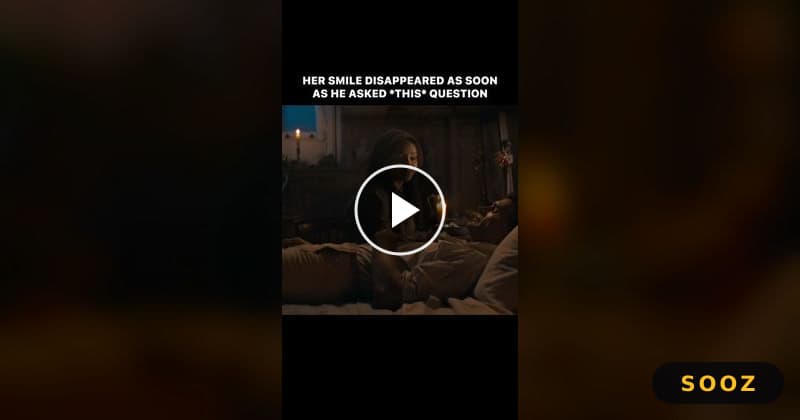 HER SMILE DISAPPEARED AS SOON
AS HE ASKED *THIS* QUESTION
SOOZ